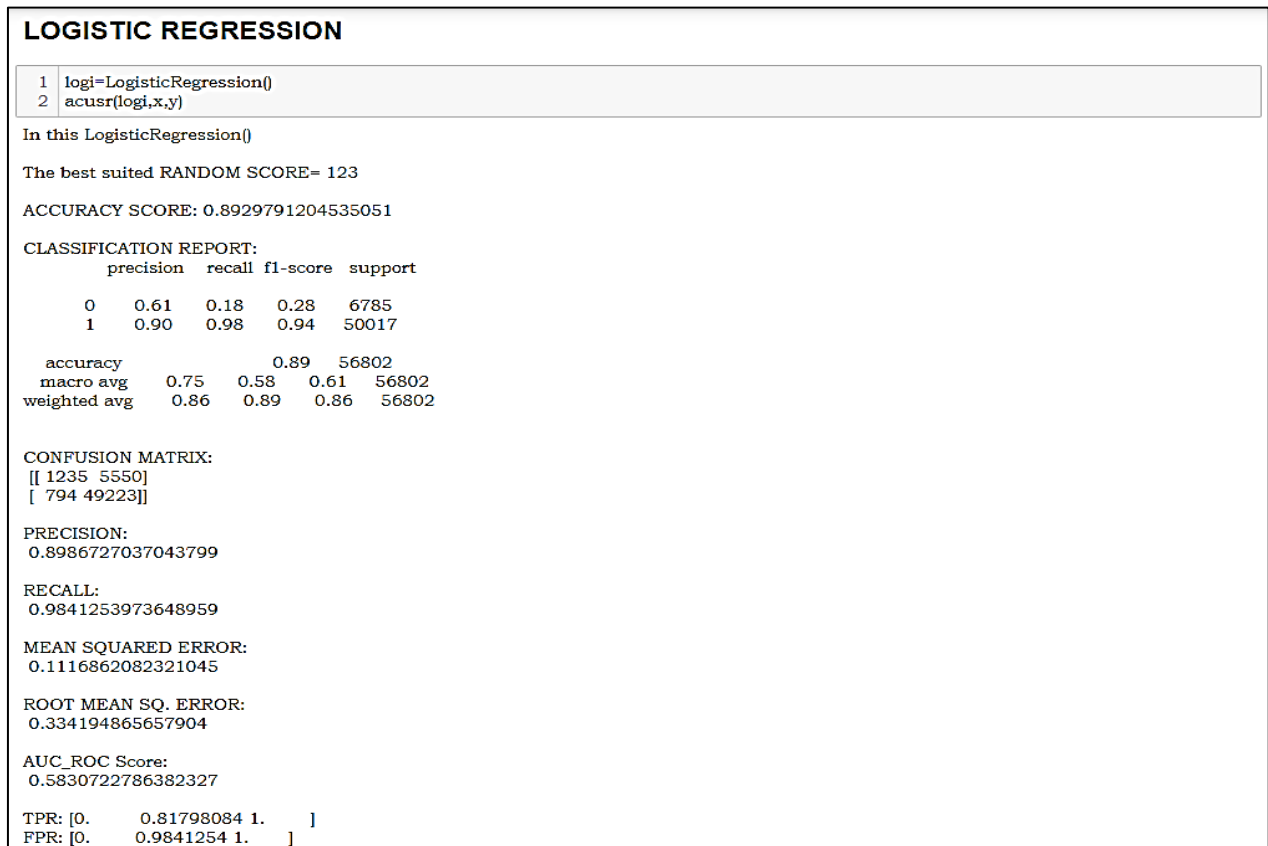 LOGISTIC REGRESSION
1 logi=LogisticRegression()
2 acusr(logi,x,y)
In this LogisticRegression()
The best suited RANDOM SCORE= 123
ACCURACY SCORE: 0.8929791204535051
CLASSIFICATION REPORT:
precision recall f1-score support
0 0.61 0.18 0.28 6785
1 0.90 0.98 0.94 50017
accuracy 0.89 56802
macro avg 0.75 0.58 0.61 56802
weighted avg 0.86 0.89 0.86 56802
CONFUSION MATRIX:
[[ 1235 5550]
[ 794 49223]]
PRECISION:
0.8986727037043799
RECALL:
0.9841253973648959
MEAN SQUARED ERROR:
0.1116862082321045
ROOT MEAN SQ. ERROR:
0.334194865657904
AUC_ROC Score:
0.5830722786382327
TPR: [0. 0.81798084 1. ]
FPR: [0. 0.9841254 1. ]